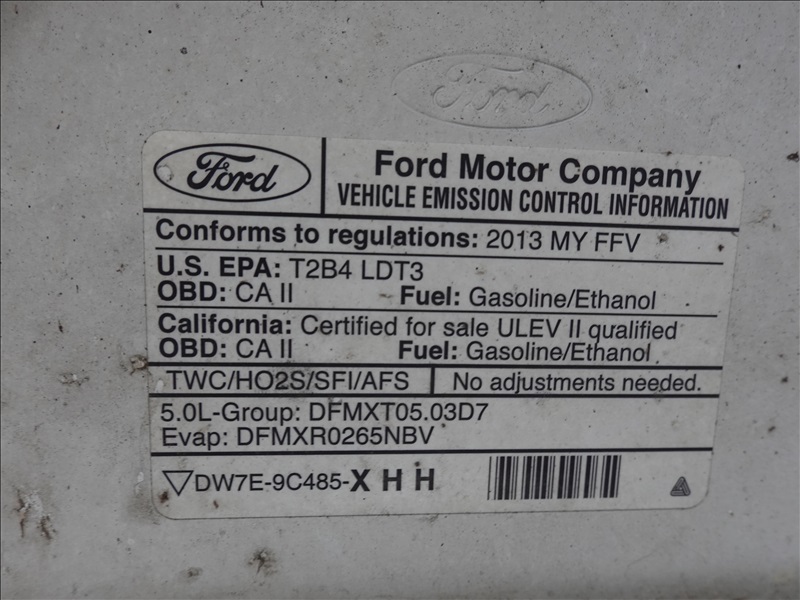 Ford
Ford
Ford Motor Company
VEHICLE EMISSION CONTROL INFORMATION
Conforms to regulations: 2013 MY FFV
U.S. EPA: T2B4 LDT3
OBD: CA II Fuel: Gasoline/Ethanol
California: Certified for sale ULEV II qualified
OBD: CA II Fuel: Gasoline/Ethanol
TWC/HO2S/SFI/AFS No adjustments needed.
5.0L-Group: DFMXT05.03D7
Evap: DFMXR0265NBV
DW7E-9C485-X H H